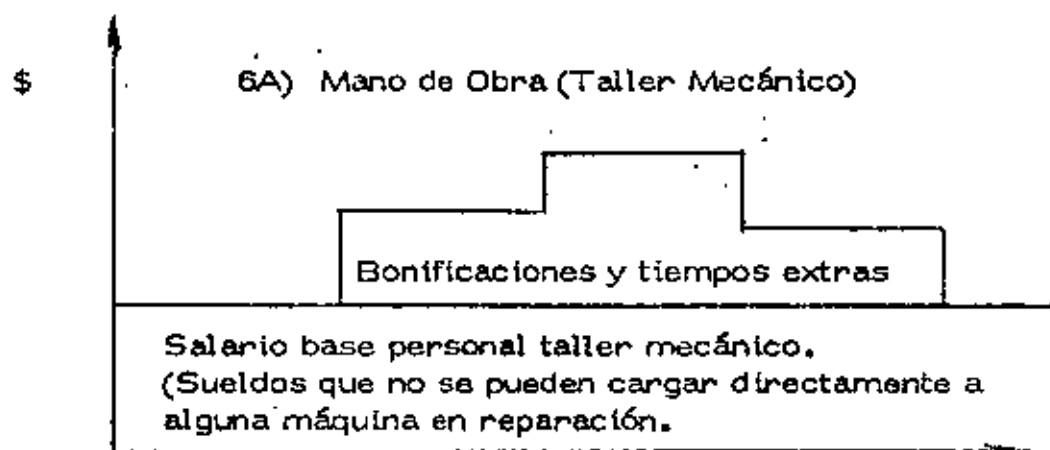 $ 6A) Mano de Obra (Taller Mecánico)
Bonificaciones y tiempos extras
Salario base personal taller mecánico.
(Sueldos que no se pueden cargar directamente a
alguna máquina en reparación.